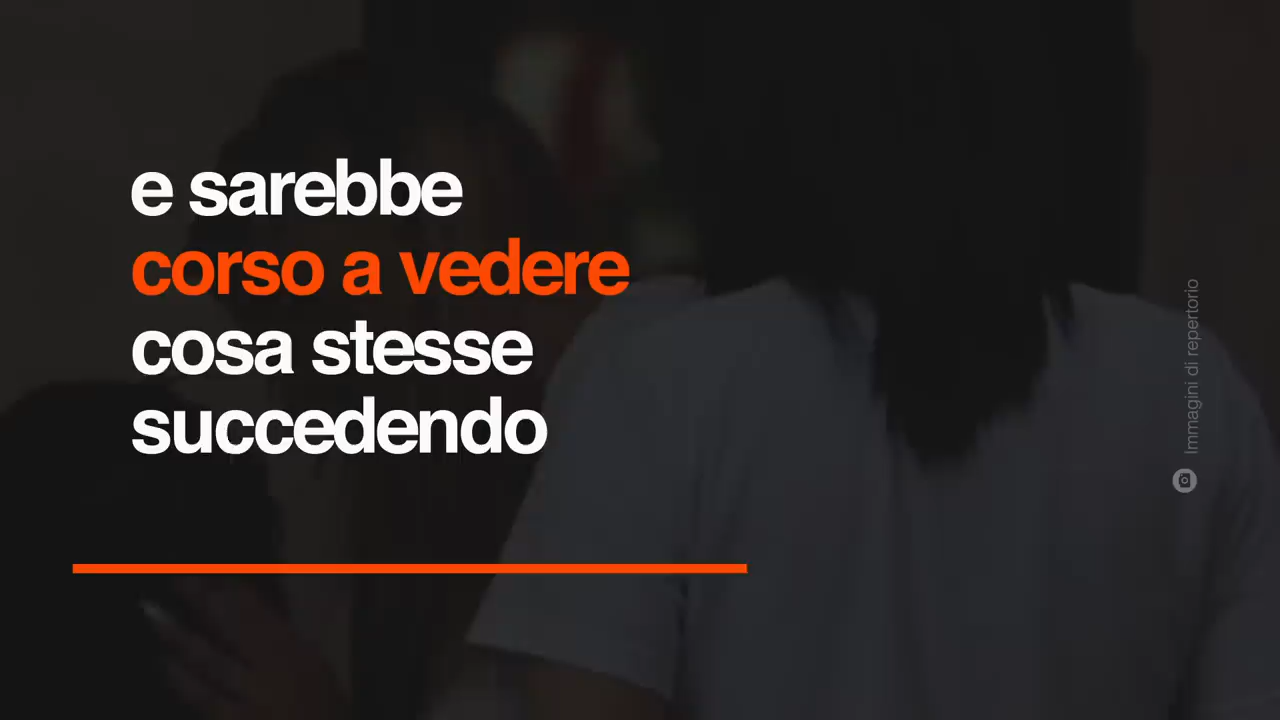 e sarebbe
corso a vedere
cosa stesse
succedendo
Immagini di repertorio